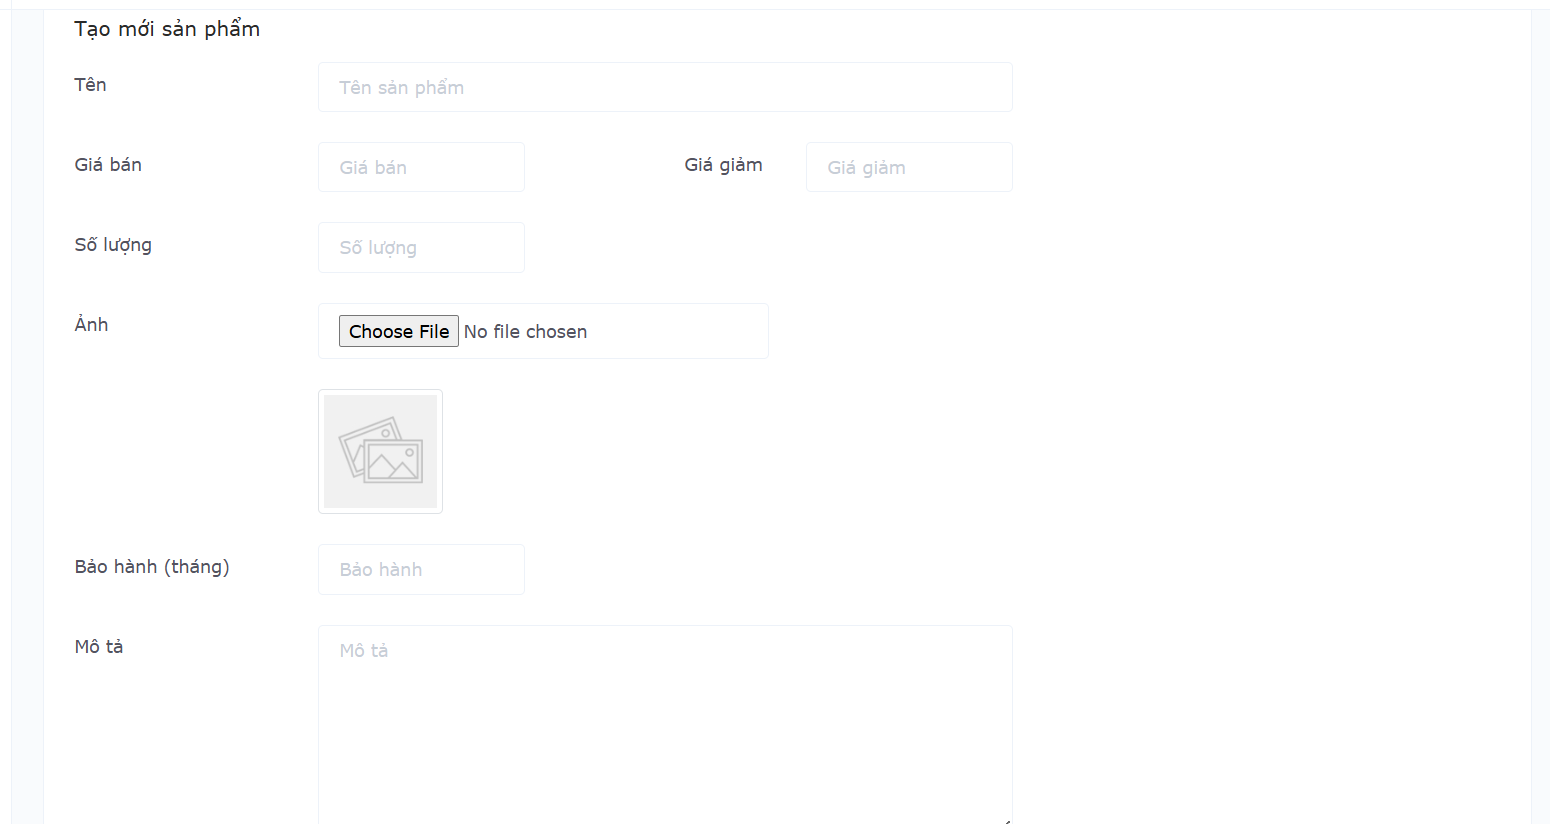 Tạo mới sản phẩm
Tên
Tên sản phẩm
Giá bán
Giá bán
Giá giảm
Giá giảm
Số lượng
Số lượng
Ảnh
Choose File No file chosen
Bảo hành (tháng)
Bảo hành
Mô tả
Mô tả